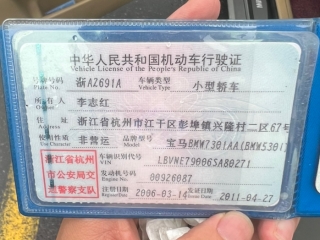 中华人民共和国机动车行驶证
Vehicle License of the People's Republic of China
号牌号码 Plate No. 浙AZ691A 车辆类型 Vehicle Type 小型轿车
所有人 Owner 李志红
住址 Address 浙江省杭州市江干区彭埠镇兴隆村二区67号
使用性质 非营运 品牌型号 Model 宝马BMW7301AA(BMWS301)
浙江省杭州市公安局交通警察支队
车辆识别代号 VIN LBVNE79006SA80271
发动机号码 Engine No. 00926087
注册日期 Register Date 2006-03-14 发证日期 Issue Date 2011-04-27